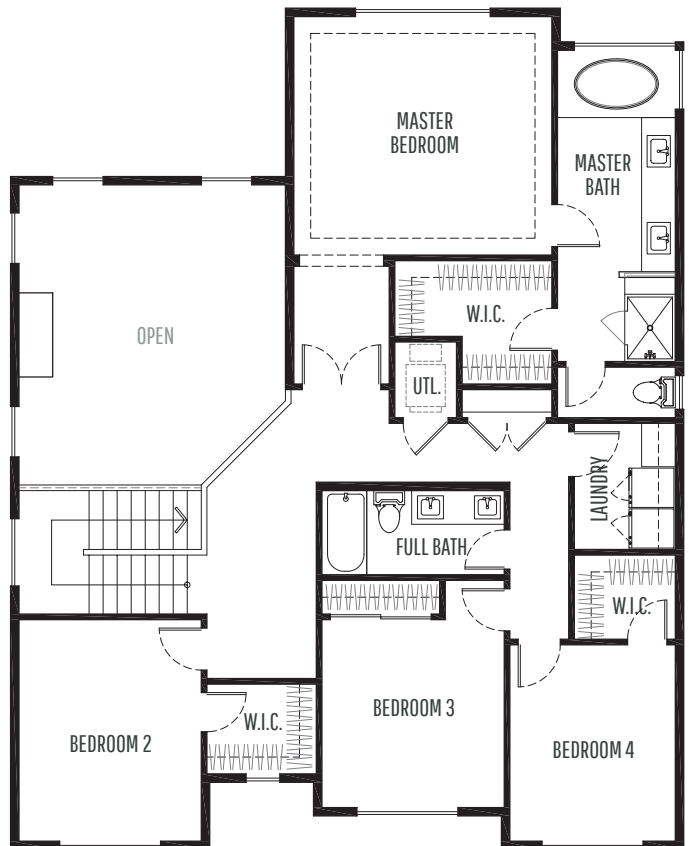 MASTER
BEDROOM
MASTER
BATH
OPEN
W.I.C.
UTL.
LAUNDRY
FULL BATH
W.I.C.
BEDROOM 2
W.I.C.
BEDROOM 3
BEDROOM 4